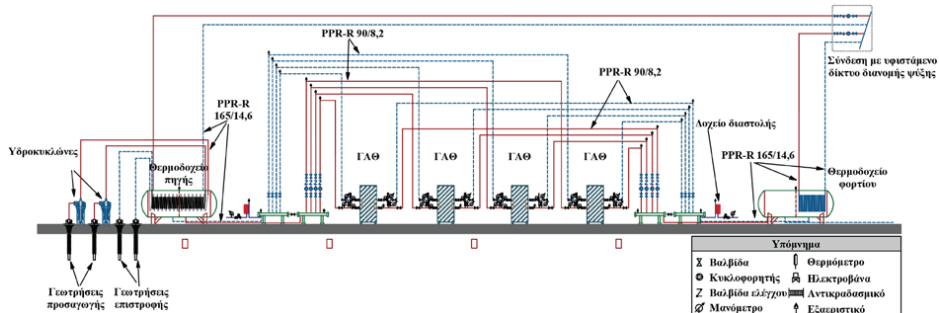 PPR-R 90/8,2
PPR-R 90/8,2
Σύνδεση με υφιστάμενο
δίκτυο διανομής ψύξης
PPR-R
165/14,6
Δοχείο διαστολής
Υδροκυκλώνες
ΓΑΘ
ΓΑΘ
ΓΑΘ
ΓΑΘ
PPR-R 165/14,6
Θερμοδοχείο
πηγής
Θερμοδοχείο
φορτίου
Γεωτρήσεις
προσαγωγής
Γεωτρήσεις
επιστροφής
Υπόμνημα
Βαλβίδα
Θερμόμετρο
Κυκλοφορητής
Ηλεκτροβάνα
Βαλβίδα ελέγχου
Αντικραδασμικό
Μανόμετρο
Εξαεριστικό